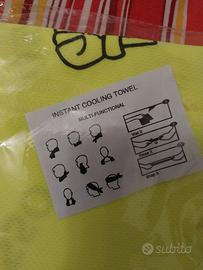 INSTANT COOLING TOWEL
MULTI-FUNCTIONAL
subito